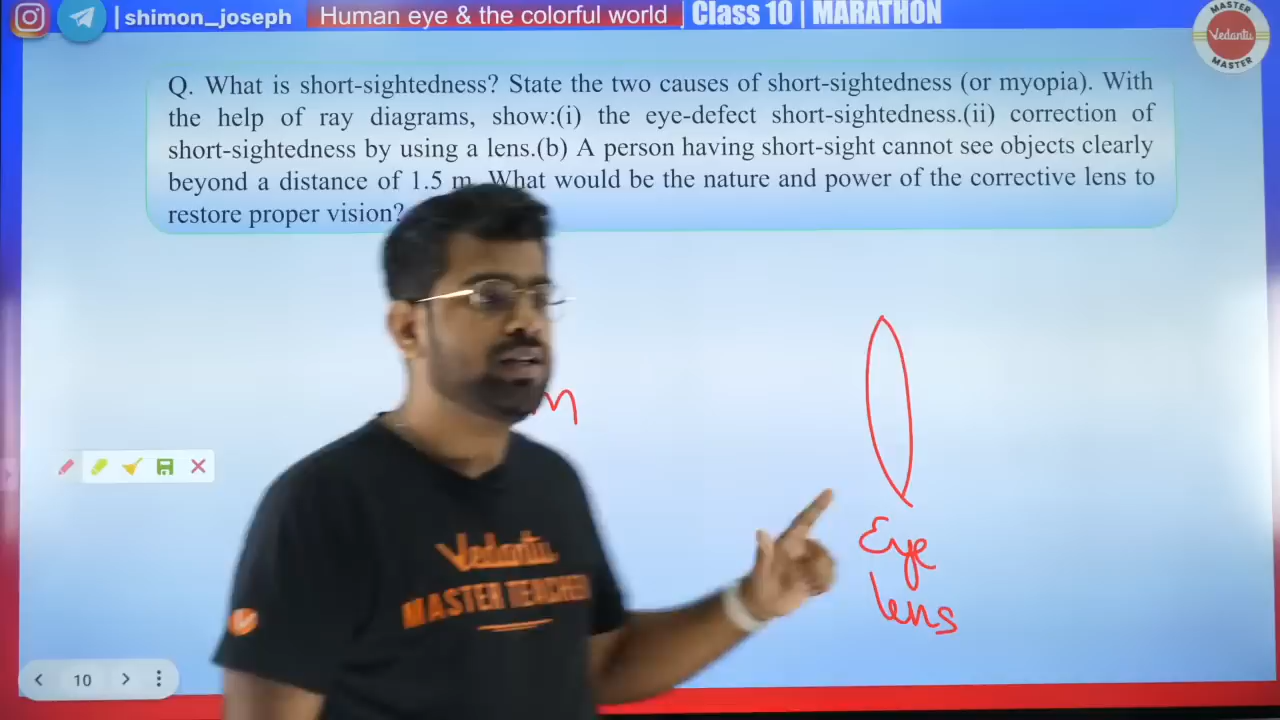 | shimon_joseph
Human eye & the colorful world
| Class 10 | MARATHON
MASTER
Vedantu
MASTER
Q. What is short-sightedness? State the two causes of short-sightedness (or myopia). With
the help of ray diagrams, show:(i) the eye-defect short-sightedness.(ii) correction of
short-sightedness by using a lens.(b) A person having short-sight cannot see objects clearly
beyond a distance of 1.5 m. What would be the nature and power of the corrective lens to
restore proper vision?
Eye
lens
Vedantu
MASTER TEACHER
10